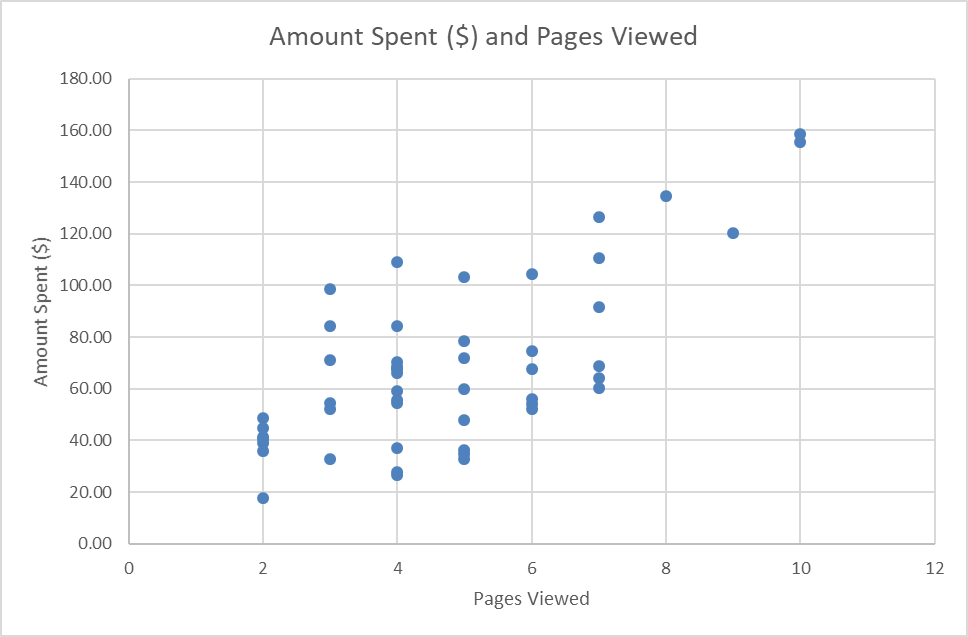 Amount Spent ($) and Pages Viewed
180.00
160.00
140.00
120.00
100.00
80.00
60.00
40.00
20.00
0.00
Amount Spent ($)
0 2 4 6 8 10 12
Pages Viewed